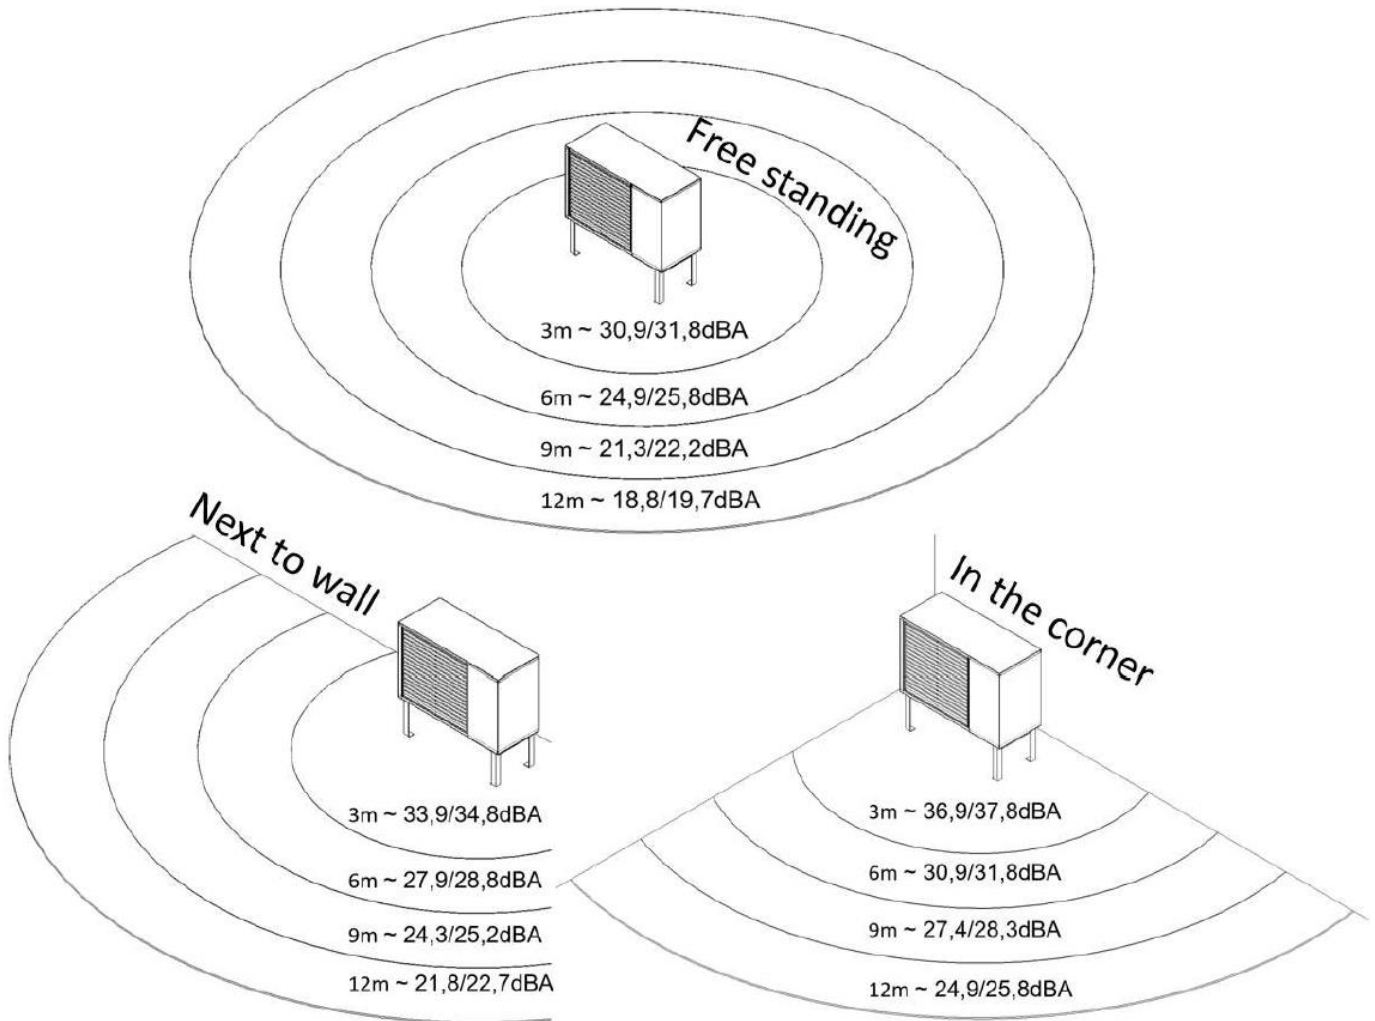 Free standing
3m ~ 30,9/31,8dBA
6m ~ 24,9/25,8dBA
9m ~ 21,3/22,2dBA
12m ~ 18,8/19,7dBA
Next to wall
3m ~ 33,9/34,8dBA
6m ~ 27,9/28,8dBA
9m ~ 24,3/25,2dBA
12m ~ 21,8/22,7dBA
In the corner
3m ~ 36,9/37,8dBA
6m ~ 30,9/31,8dBA
9m ~ 27,4/28,3dBA
12m ~ 24,9/25,8dBA